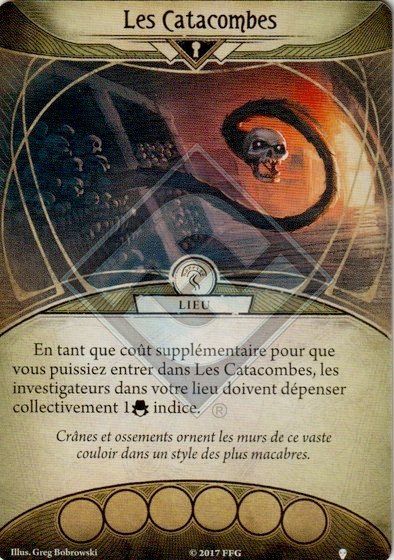 Les Catacombes
LIEU
En tant que coût supplémentaire pour que
vous puissiez entrer dans Les Catacombes, les
investigateurs dans votre lieu doivent dépenser
collectivement 1 indice.
®
Crânes et ossements ornent les murs de ce vaste
couloir dans un style des plus macabres.
Illus. Greg Bobrowski
© 2017 FFG